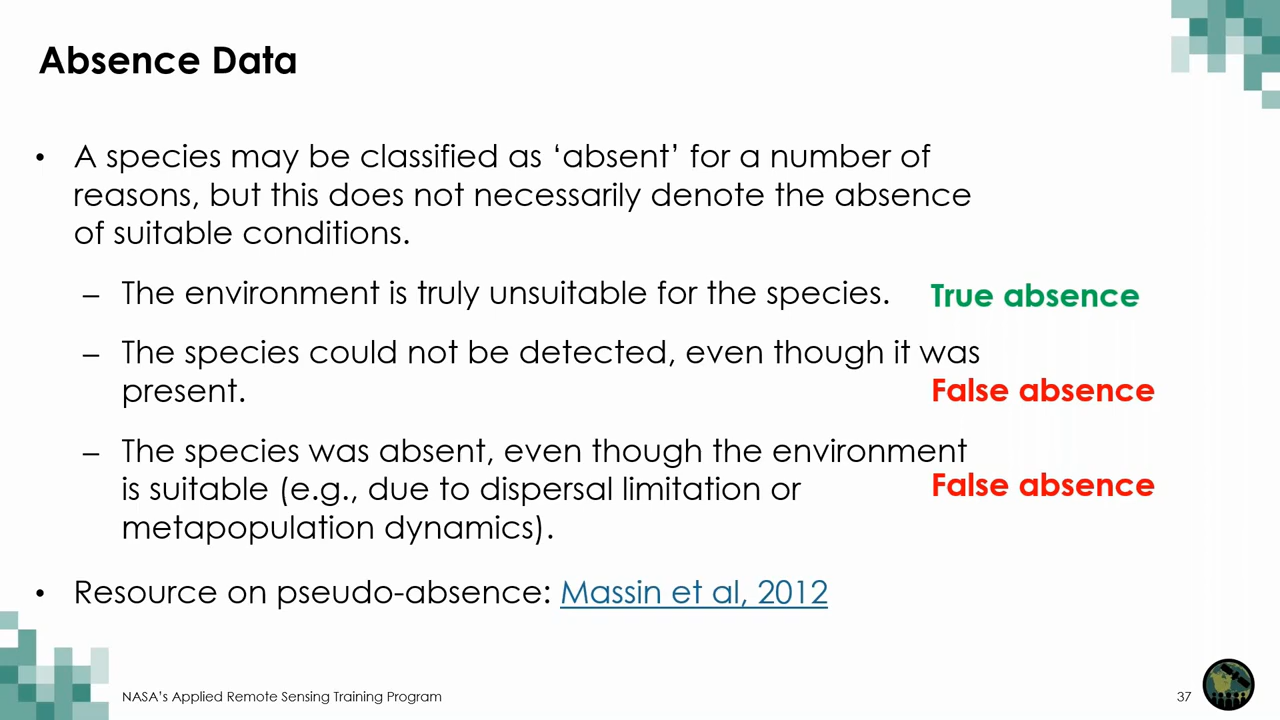 Absence Data
• A species may be classified as ‘absent’ for a number of
reasons, but this does not necessarily denote the absence
of suitable conditions.
– The environment is truly unsuitable for the species. True absence
– The species could not be detected, even though it was
present. False absence
– The species was absent, even though the environment
is suitable (e.g., due to dispersal limitation or False absence
metapopulation dynamics).
• Resource on pseudo-absence: Massin et al, 2012
NASA’s Applied Remote Sensing Training Program 37